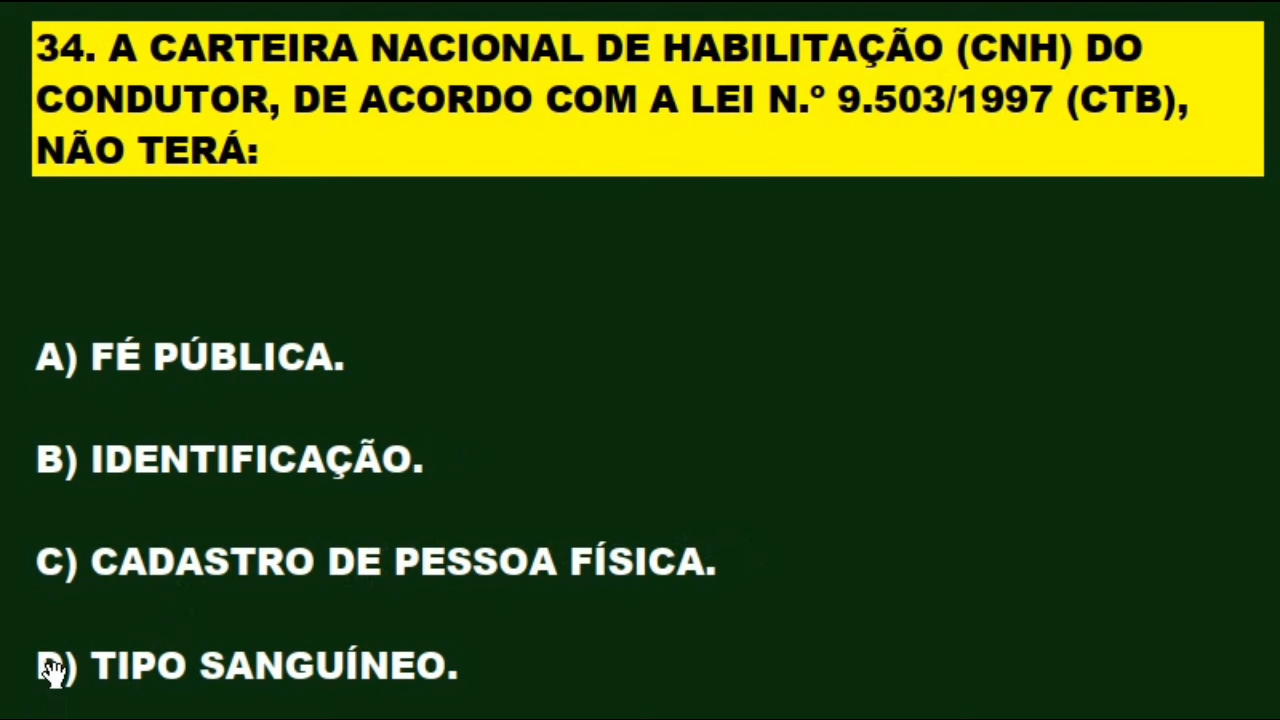 34. A CARTEIRA NACIONAL DE HABILITAÇÃO (CNH) DO
CONDUTOR, DE ACORDO COM A LEI N.º 9.503/1997 (CTB),
NÃO TERÁ:
A) FÉ PÚBLICA.
B) IDENTIFICAÇÃO.
C) CADASTRO DE PESSOA FÍSICA.
D) TIPO SANGUÍNEO.